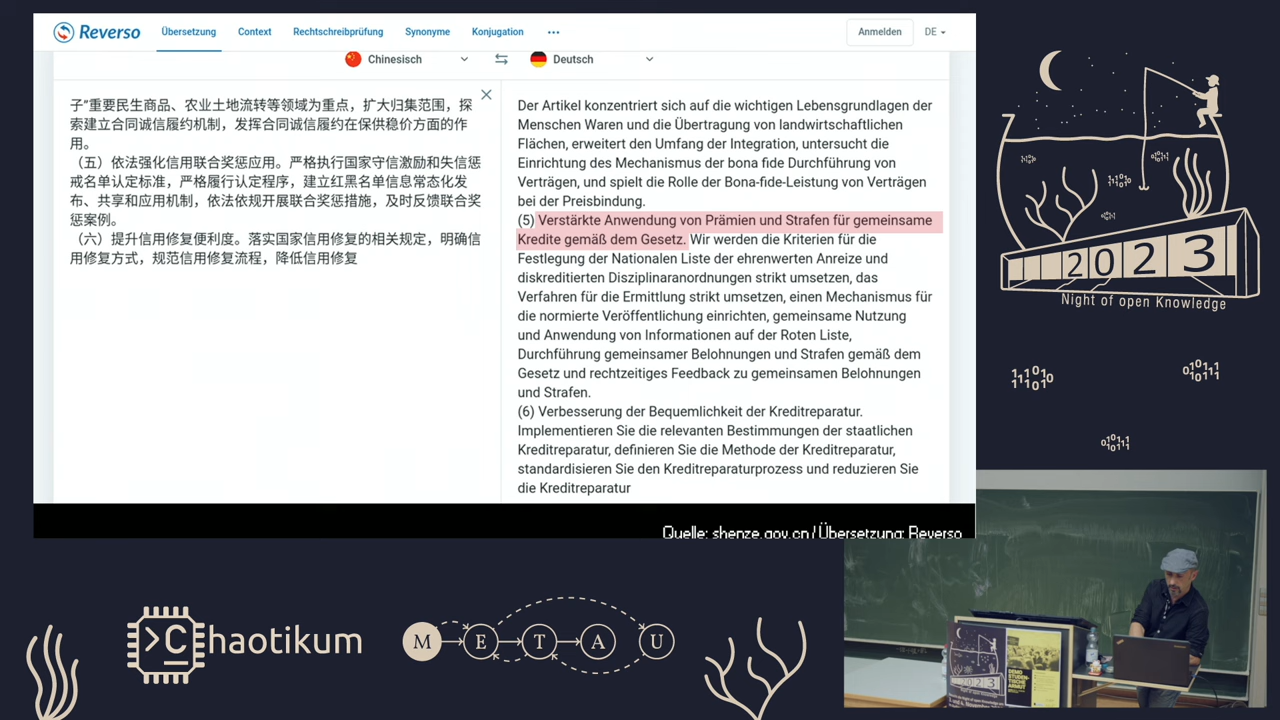 Reverso
Übersetzung
Context
Rechtschreibprüfung
Synonyme
Konjugation
Anmelden
DE
Chinesisch
Deutsch
子”重要民生商品、农业土地流转等领域为重点，扩大归集范围，探
索建立合同诚信履约机制，发挥合同诚信履约在保供稳价方面的作
用。
（五）依法强化信用联合奖惩应用。严格执行国家守信激励和失信惩
戒名单认定标准，严格履行认定程序，建立红黑名单信息常态化发
布、共享和应用机制，依法依规开展联合奖惩措施，及时反馈联合奖
惩案例。
（六）提升信用修复便利度。落实国家信用修复的相关规定，明确信
用修复方式，规范信用修复流程，降低信用修复
Der Artikel konzentriert sich auf die wichtigen Lebensgrundlagen der
Menschen Waren und die Übertragung von landwirtschaftlichen
Flächen, erweitert den Umfang der Integration, untersucht die
Einrichtung des Mechanismus der bona fide Durchführung von
Verträgen, und spielt die Rolle der Bona-fide-Leistung von Verträgen
bei der Preisbindung.
(5) Verstärkte Anwendung von Prämien und Strafen für gemeinsame
Kredite gemäß dem Gesetz. Wir werden die Kriterien für die
Festlegung der Nationalen Liste der ehrenwerten Anreize und
diskreditierten Disziplinaranordnungen strikt umsetzen, das
Verfahren für die Ermittlung strikt umsetzen, einen Mechanismus für
die normierte Veröffentlichung einrichten, gemeinsame Nutzung
und Anwendung von Informationen auf der Roten Liste,
Durchführung gemeinsamer Belohnungen und Strafen gemäß dem
Gesetz und rechtzeitiges Feedback zu gemeinsamen Belohnungen
und Strafen.
(6) Verbesserung der Bequemlichkeit der Kreditreparatur.
Implementieren Sie die relevanten Bestimmungen der staatlichen
Kreditreparatur, definieren Sie die Methode der Kreditreparatur,
standardisieren Sie den Kreditreparaturprozess und reduzieren Sie
die Kreditreparatur
Quelle: shenze.gov.cn / Übersetzung: Reverso
2023
Night of open Knowledge
>C haotikum
M E T A U
2023
DEMO
STUDEN
TISCHE
ARMUT